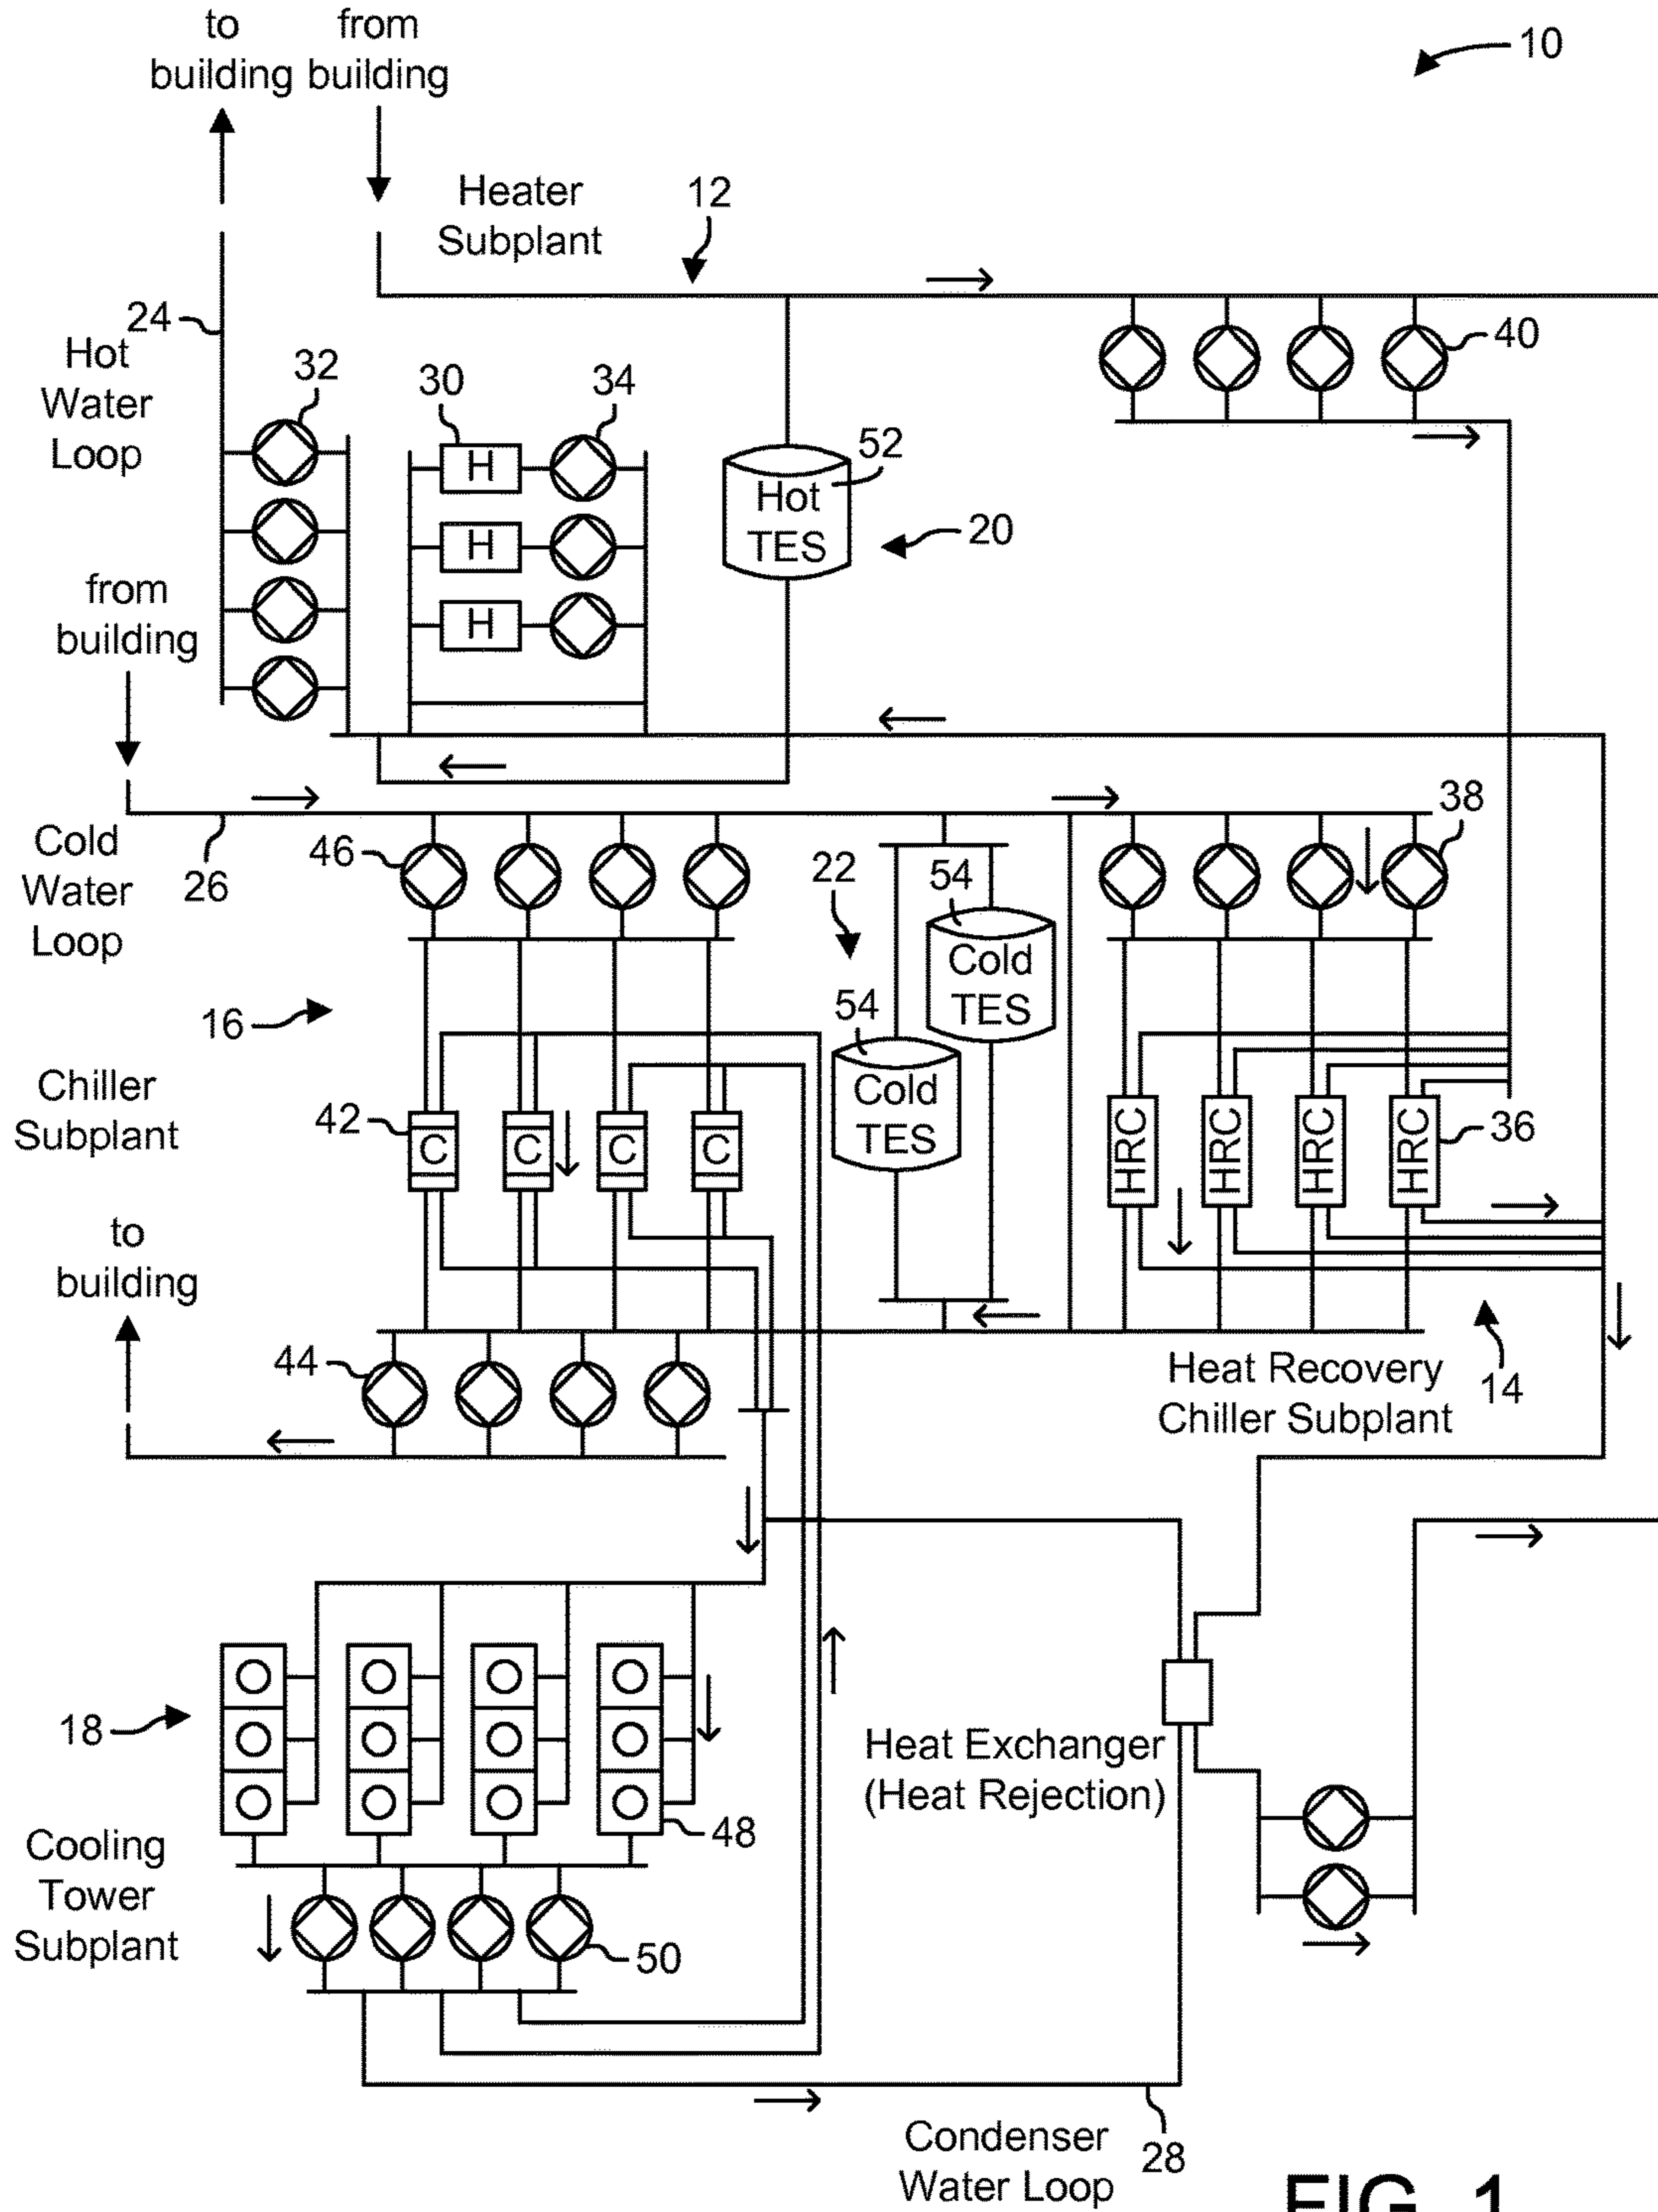 to
building
from
building
10
Heater
Subplant
12
24
Hot
Water
Loop
32
30
34
40
H
H
H
52
Hot
TES
20
from
building
38
Cold
Water
Loop
26
46
22
54
Cold
TES
54
Cold
TES
16
Chiller
Subplant
42
C
C
C
C
HRC
HRC
HRC
HRC
36
to
building
44
Heat Recovery
Chiller Subplant
14
18
Heat Exchanger
(Heat Rejection)
48
Cooling
Tower
Subplant
50
Condenser
Water Loop
28
FIG. 1